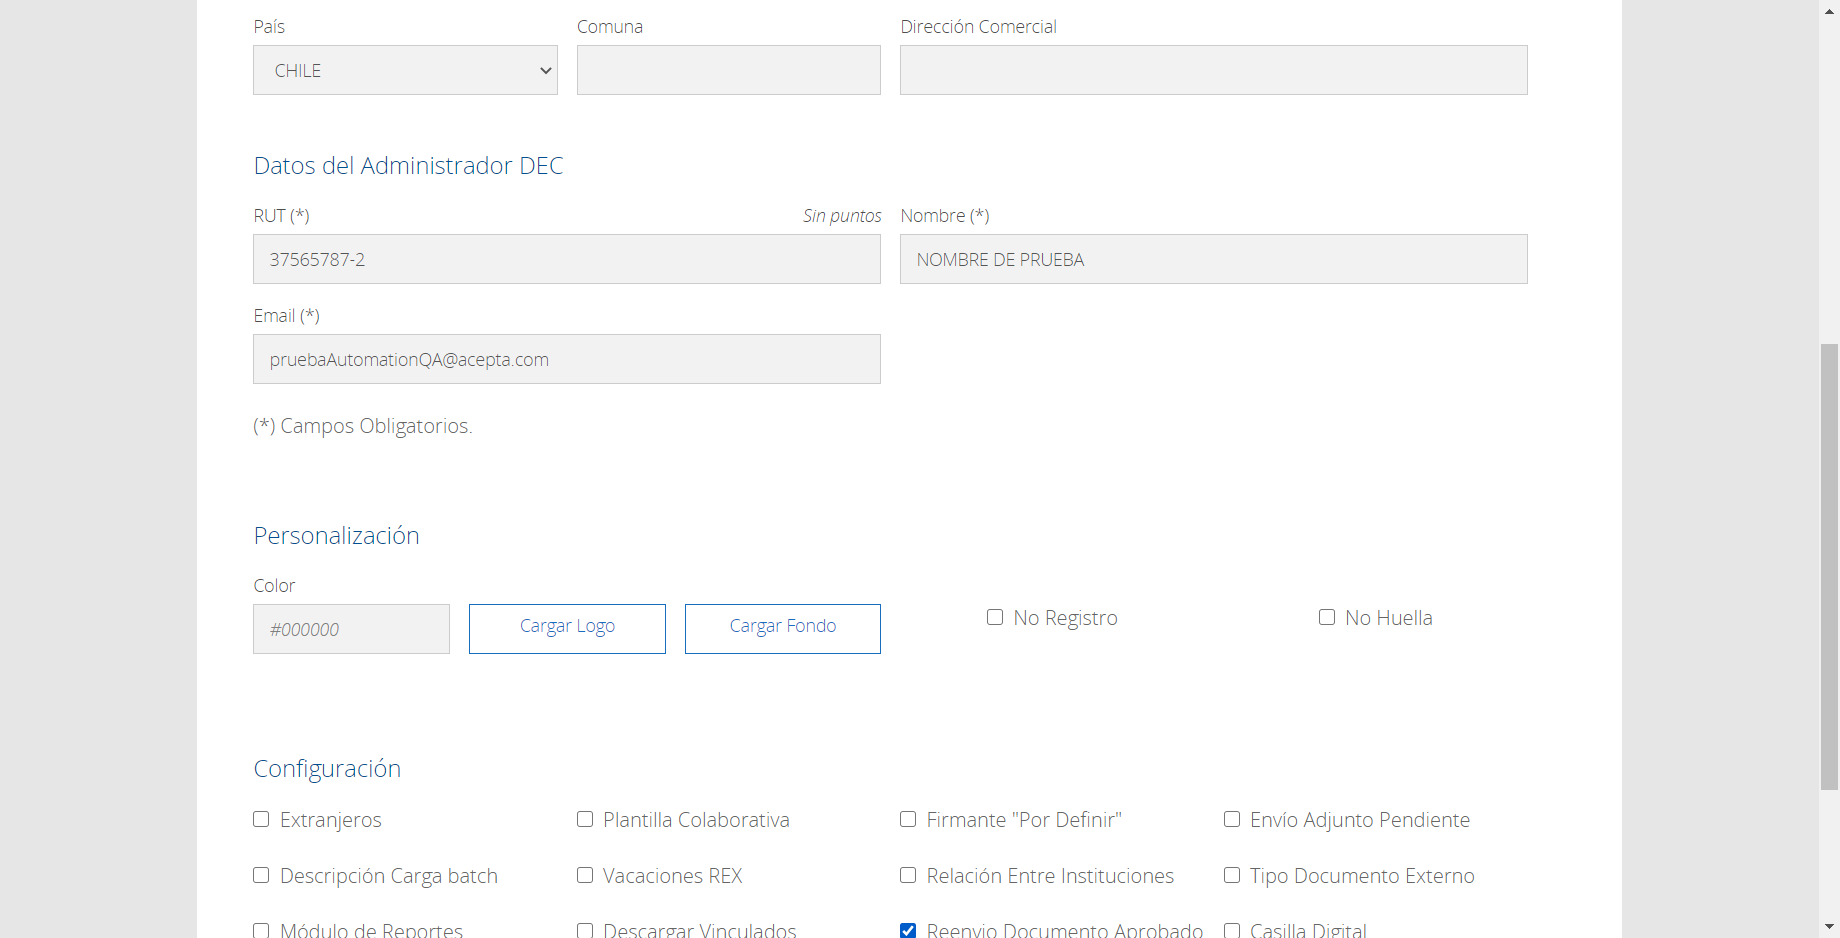 País Comuna Dirección Comercial
CHILE
Datos del Administrador DEC
RUT (*) Sin puntos Nombre (*)
37565787-2 NOMBRE DE PRUEBA
Email (*)
pruebaAutomationQA@acepta.com
(*) Campos Obligatorios.
Personalización
Color
#000000 Cargar Logo Cargar Fondo No Registro No Huella
Configuración
Extranjeros Plantilla Colaborativa Firmante "Por Definir" Envío Adjunto Pendiente
Descripción Carga batch Vacaciones REX Relación Entre Instituciones Tipo Documento Externo
Módulo de Reportes Descargar Vinculados Reenvio Documento Aprobado Casilla Digital